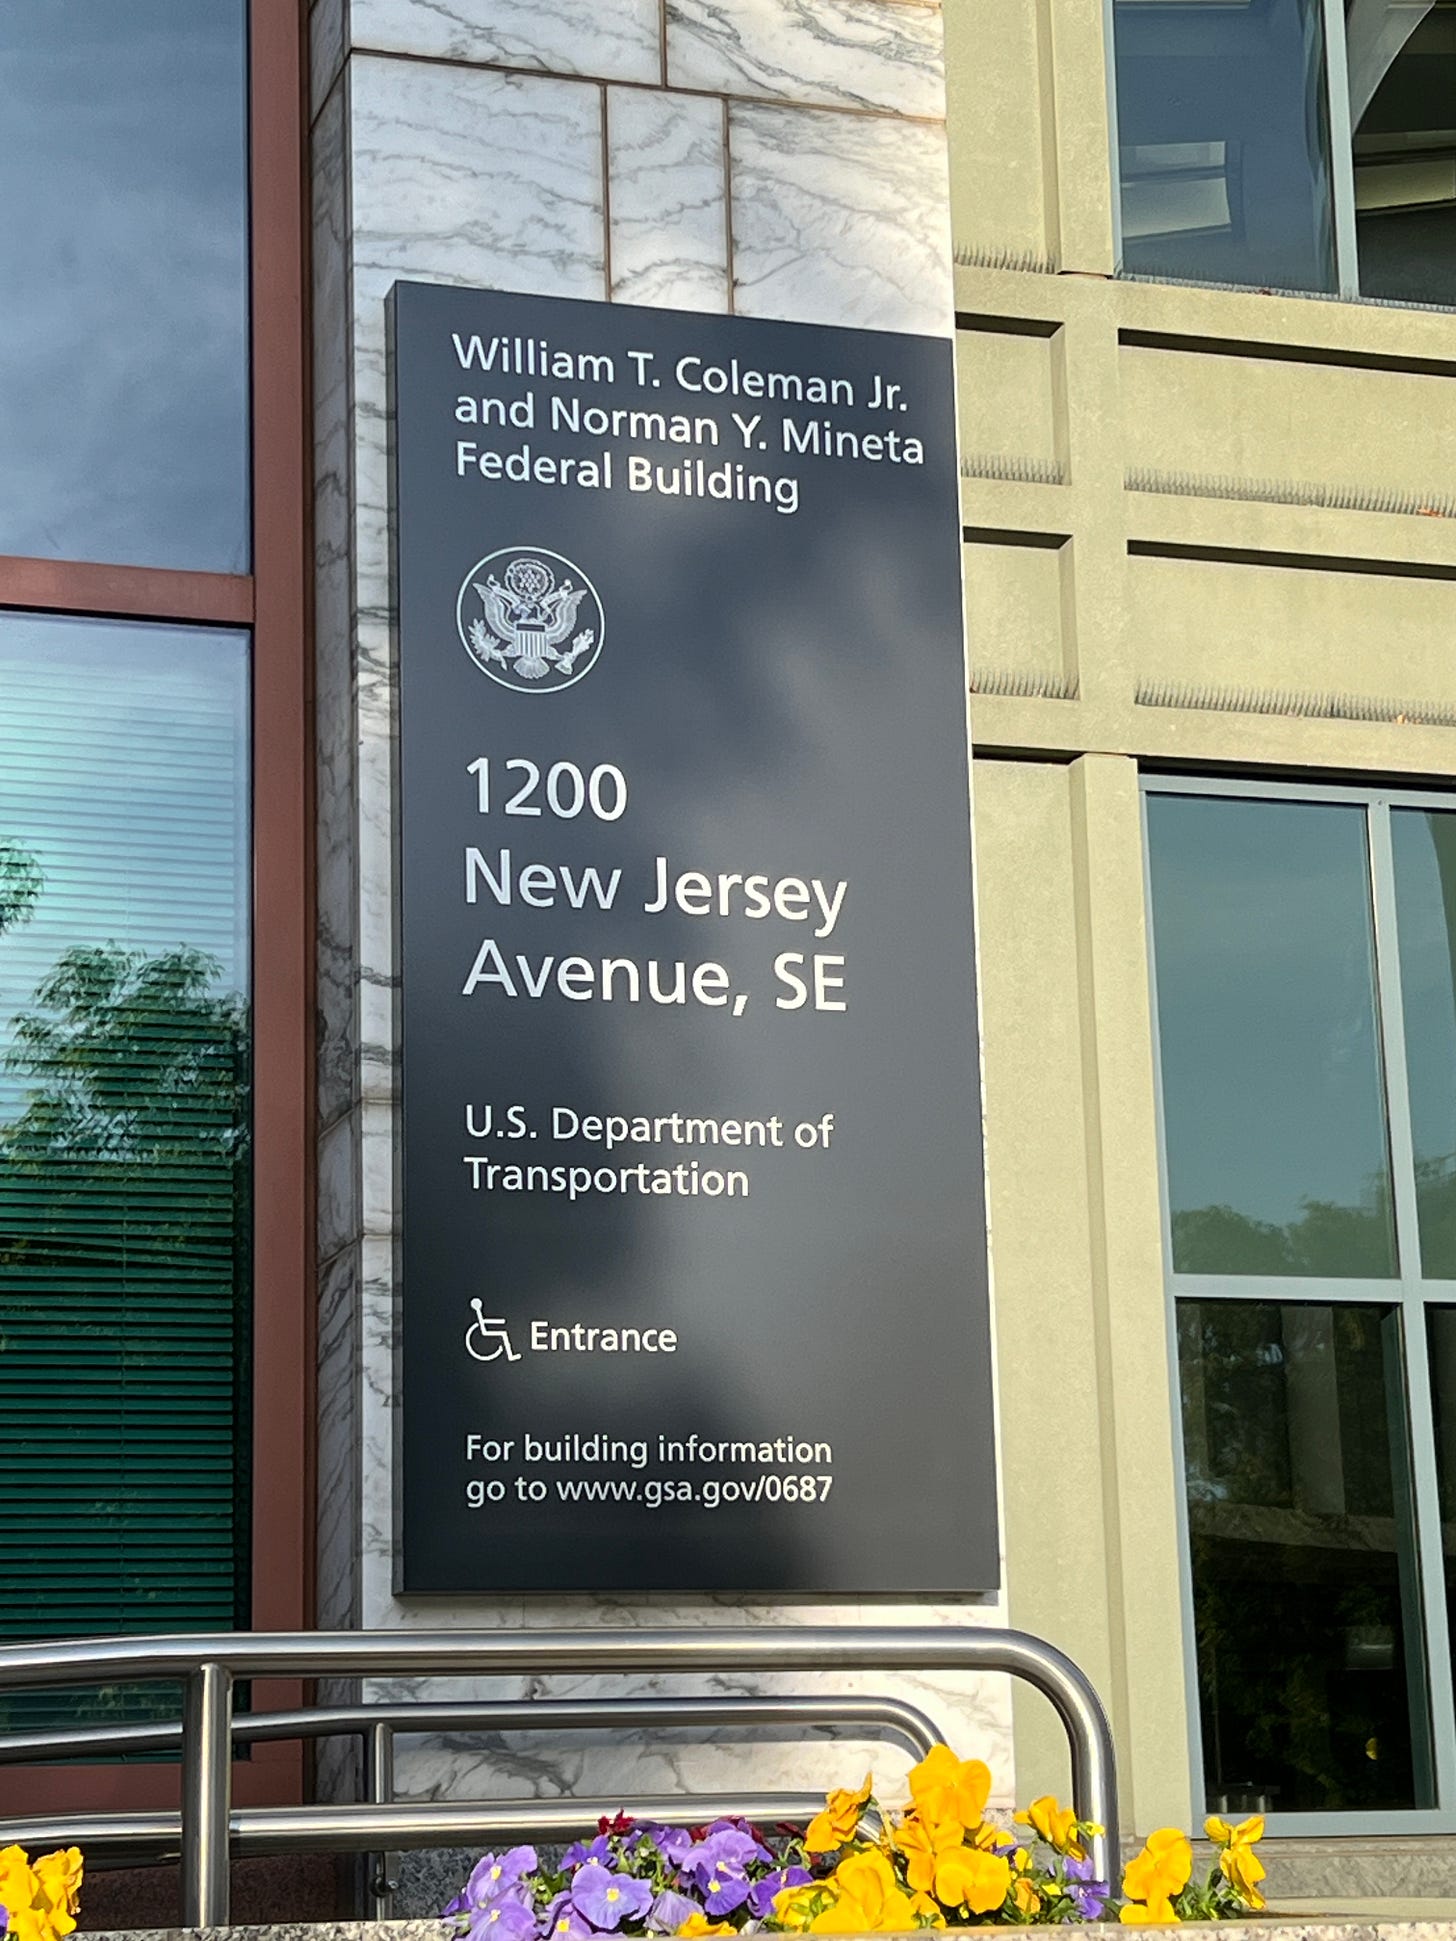 William T. Coleman Jr.
and Norman Y. Mineta
Federal Building
1200
New Jersey
Avenue, SE
U.S. Department of
Transportation
Entrance
For building information
go to www.gsa.gov/0687